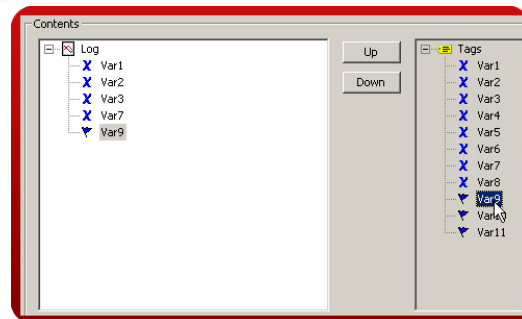 Contents
Log
Var1
Var2
Var3
Var7
Var9
Up
Down
Tags
Var1
Var2
Var3
Var4
Var5
Var6
Var7
Var8
Var9
Var10
Var11